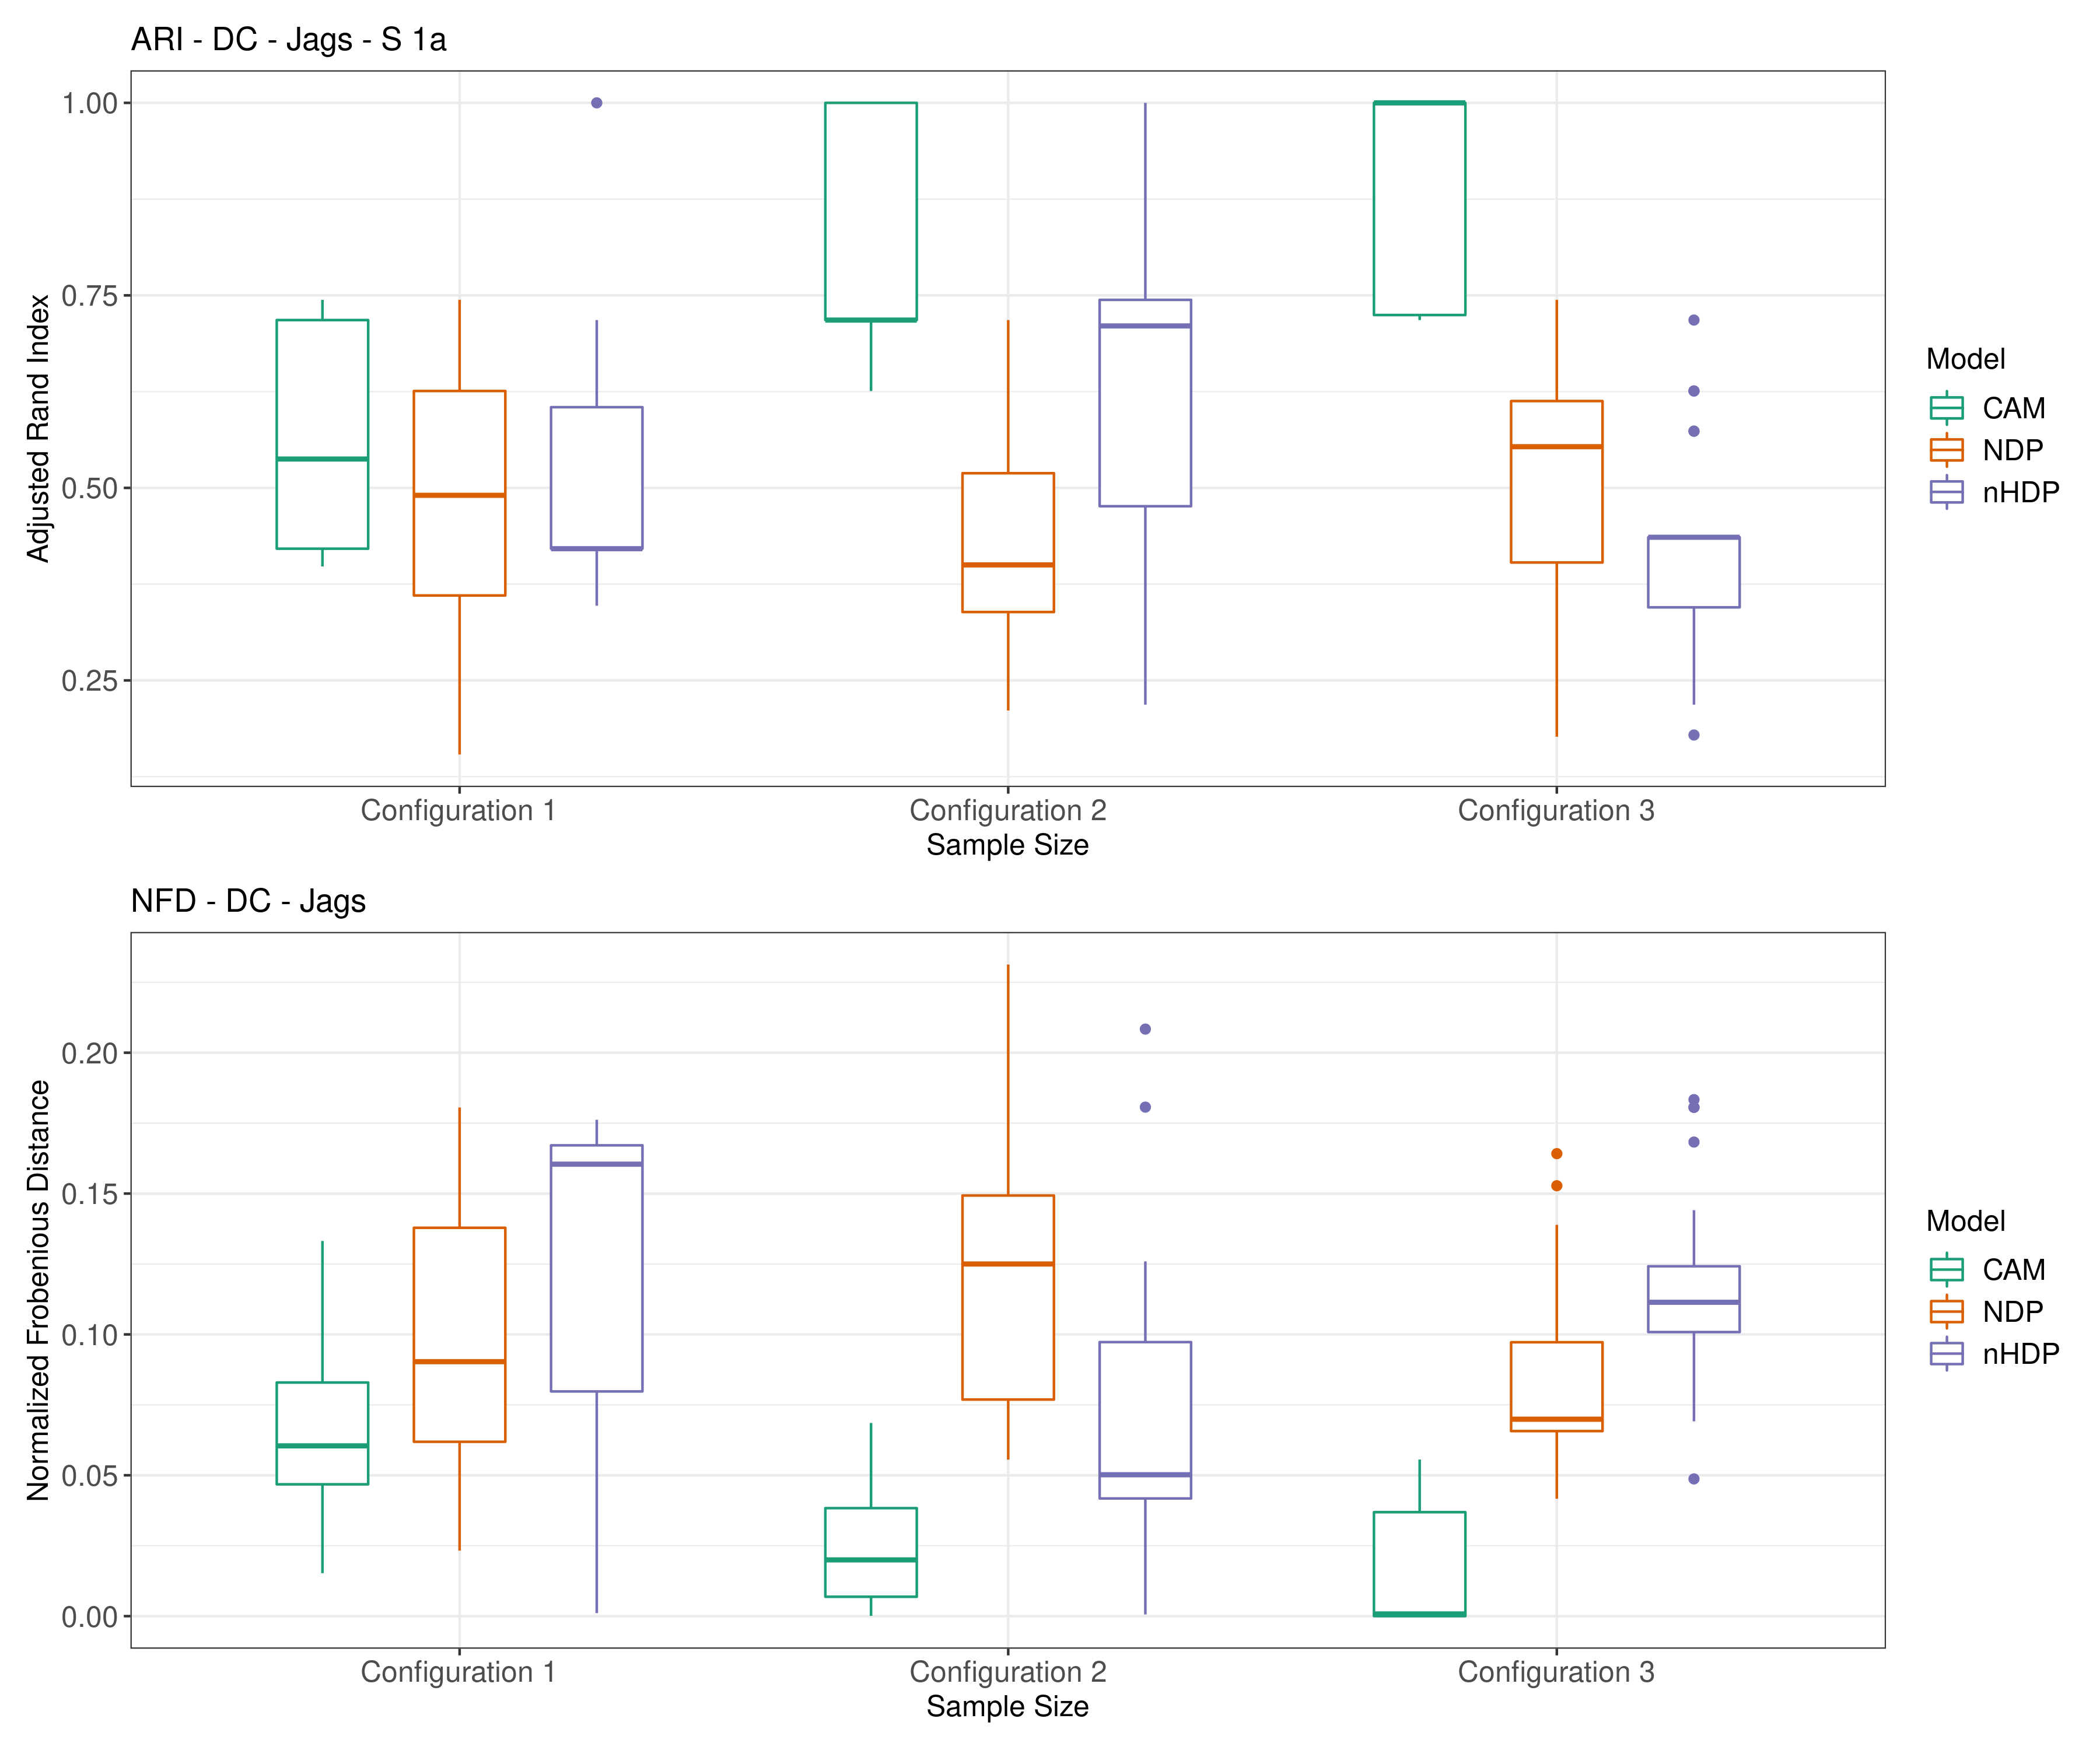 ARI - DC - Jags - S 1a
Adjusted Rand Index
1.00
0.75
0.50
0.25
Configuration 1
Configuration 2
Configuration 3
Sample Size
Model
CAM
NDP
nHDP
NFD - DC - Jags
Normalized Frobenious Distance
0.20
0.15
0.10
0.05
0.00
Configuration 1
Configuration 2
Configuration 3
Sample Size
Model
CAM
NDP
nHDP